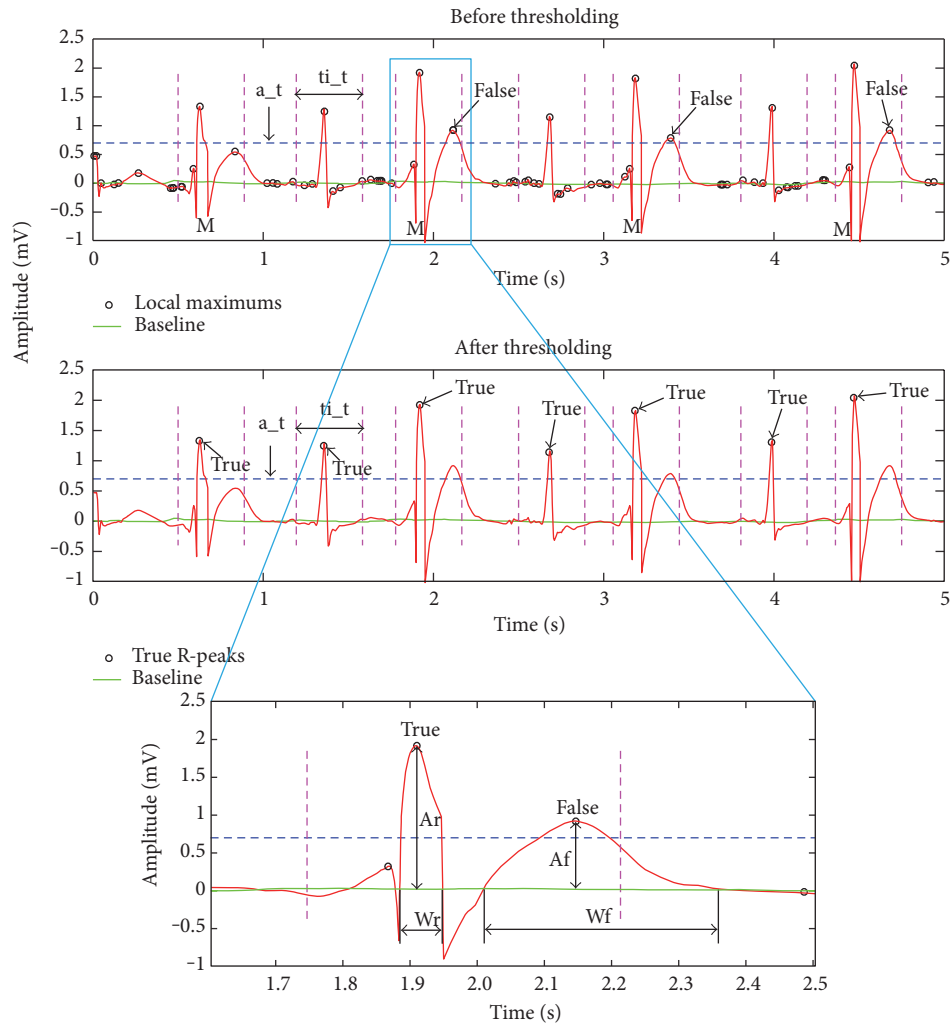 Before thresholding
2.5
2
1.5
1
0.5
0
−0.5
−1
a_t
ti_t
False
False
False
M
M
M
M
0
1
2
3
4
5
Time (s)
Local maximums
Baseline
Amplitude (mV)
After thresholding
2.5
2
1.5
1
0.5
0
−0.5
−1
a_t
ti_t
True
True
True
True
True
True
True
0
1
2
3
4
5
Time (s)
True R-peaks
Baseline
2.5
2
1.5
1
0.5
0
−0.5
−1
Amplitude (mV)
True
False
Ar
Af
Wr
Wf
1.7
1.8
1.9
2.0
2.1
2.2
2.3
2.4
2.5
Time (s)